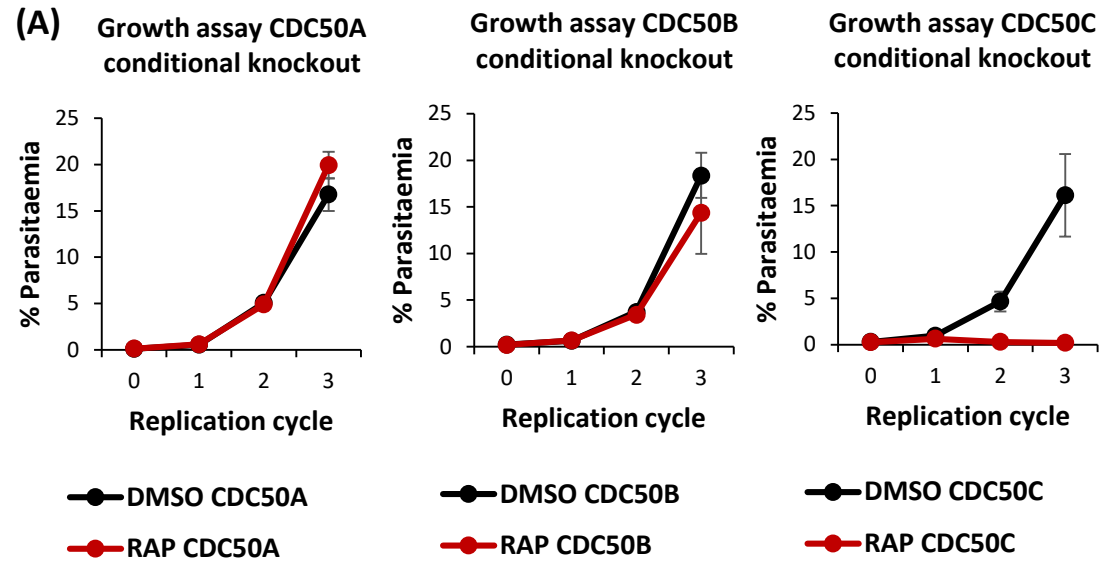 (A)
Growth assay CDC50A
conditional knockout
% Parasitaemia
25
20
15
10
5
0
0 1 2 3
Replication cycle
DMSO CDC50A
RAP CDC50A
Growth assay CDC50B
conditional knockout
% Parasitaemia
25
20
15
10
5
0
0 1 2 3
Replication cycle
DMSO CDC50B
RAP CDC50B
Growth assay CDC50C
conditional knockout
% Parasitaemia
25
20
15
10
5
0
0 1 2 3
Replication cycle
DMSO CDC50C
RAP CDC50C